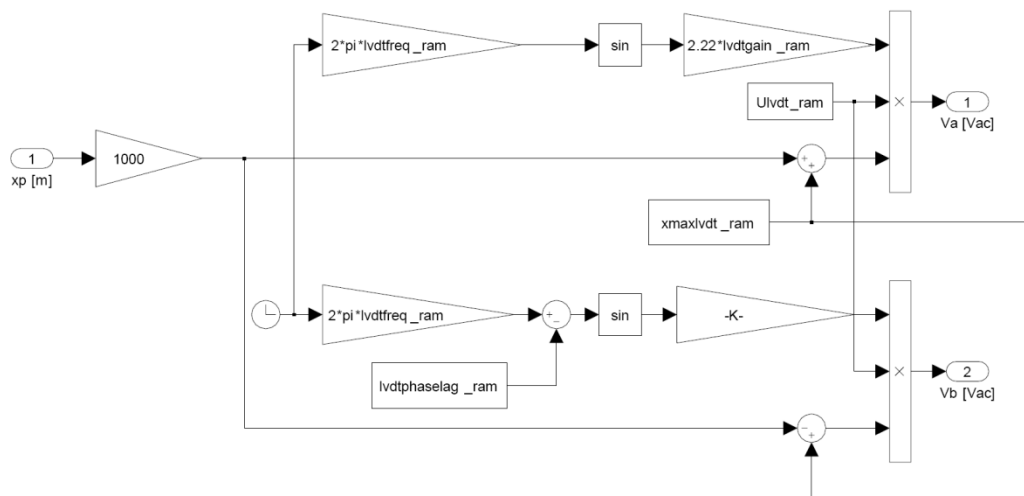 2*pi*lvdtfreq _ram
sin
2.22*lvdtgain _ram
Ulvdt _ram
×
1
Va [Vac]
1
xp [m]
1000
+
+
xmaxlvdt _ram
2*pi*lvdtfreq _ram
+
−
sin
-K-
lvdtphaselag _ram
×
2
Vb [Vac]
−
+